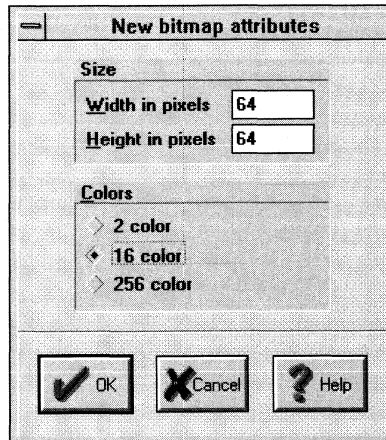 New bitmap attributes
Size
Width in pixels 64
Height in pixels 64
Colors
2 color
16 color
256 color
OK Cancel Help